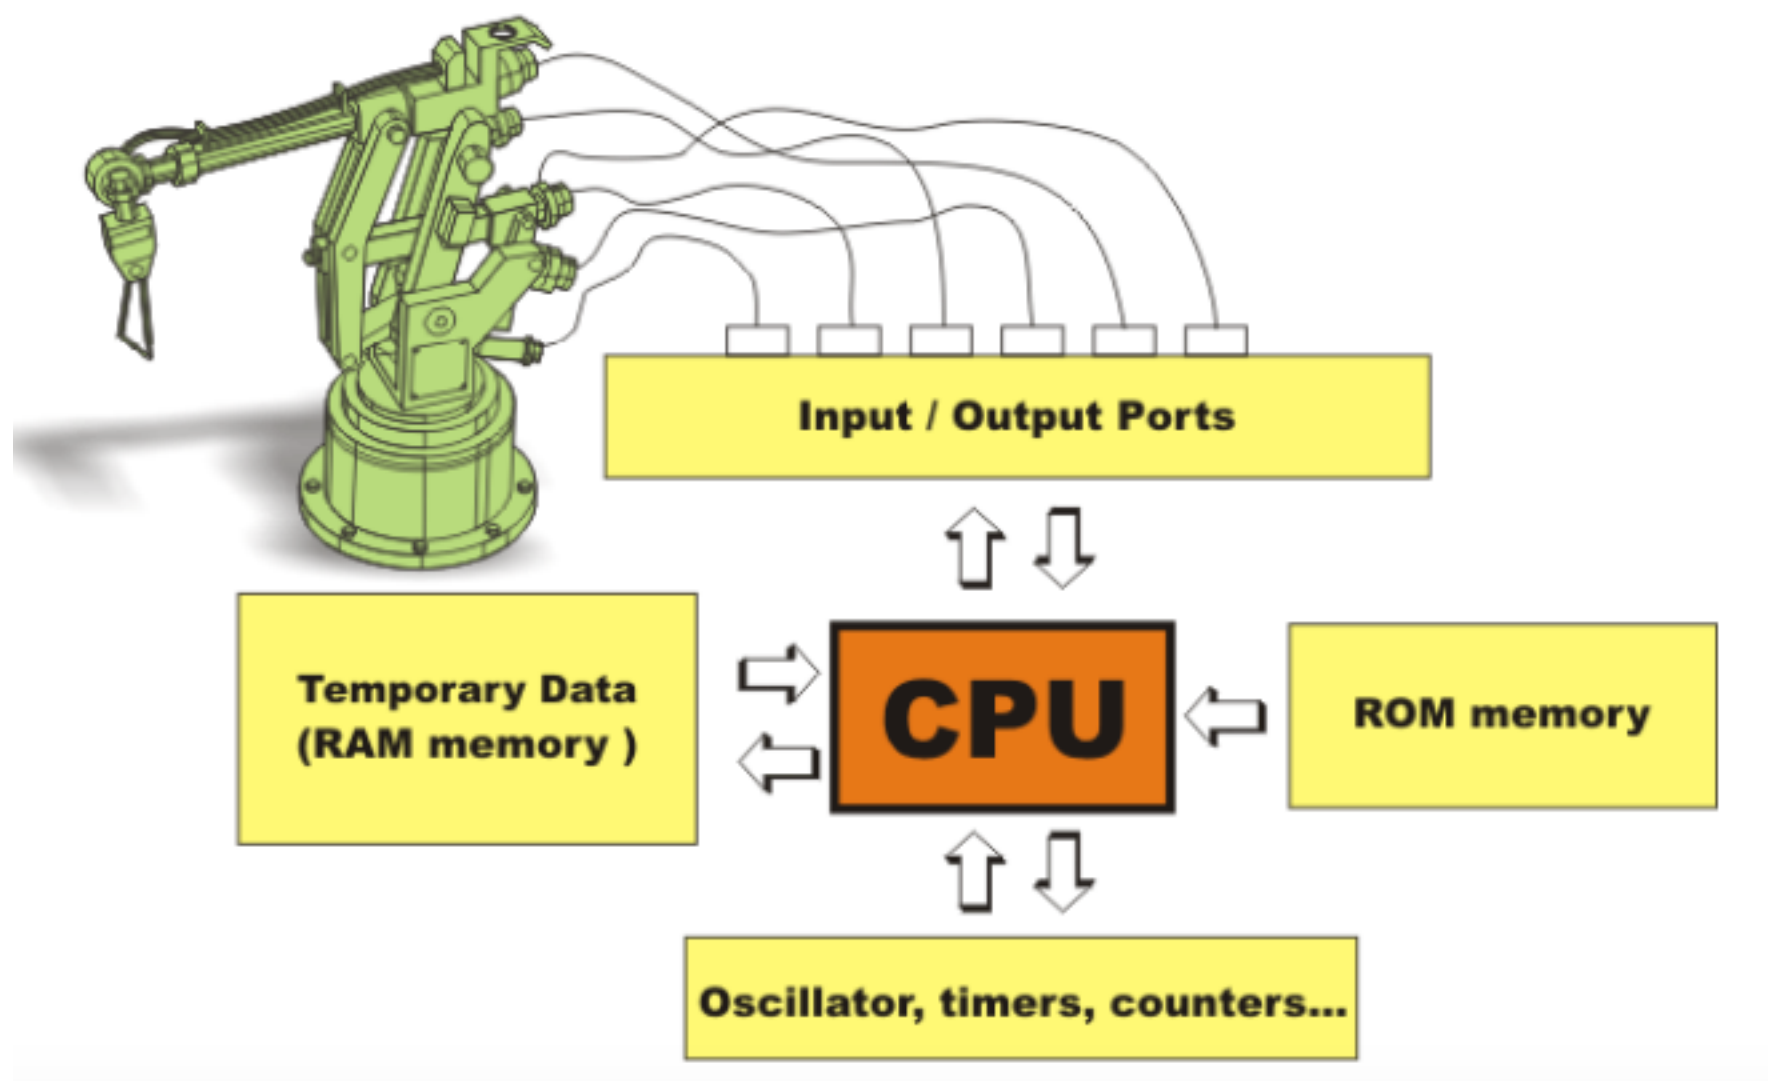 Input / Output Ports
Temporary Data
(RAM memory )
CPU
ROM memory
Oscillator, timers, counters...